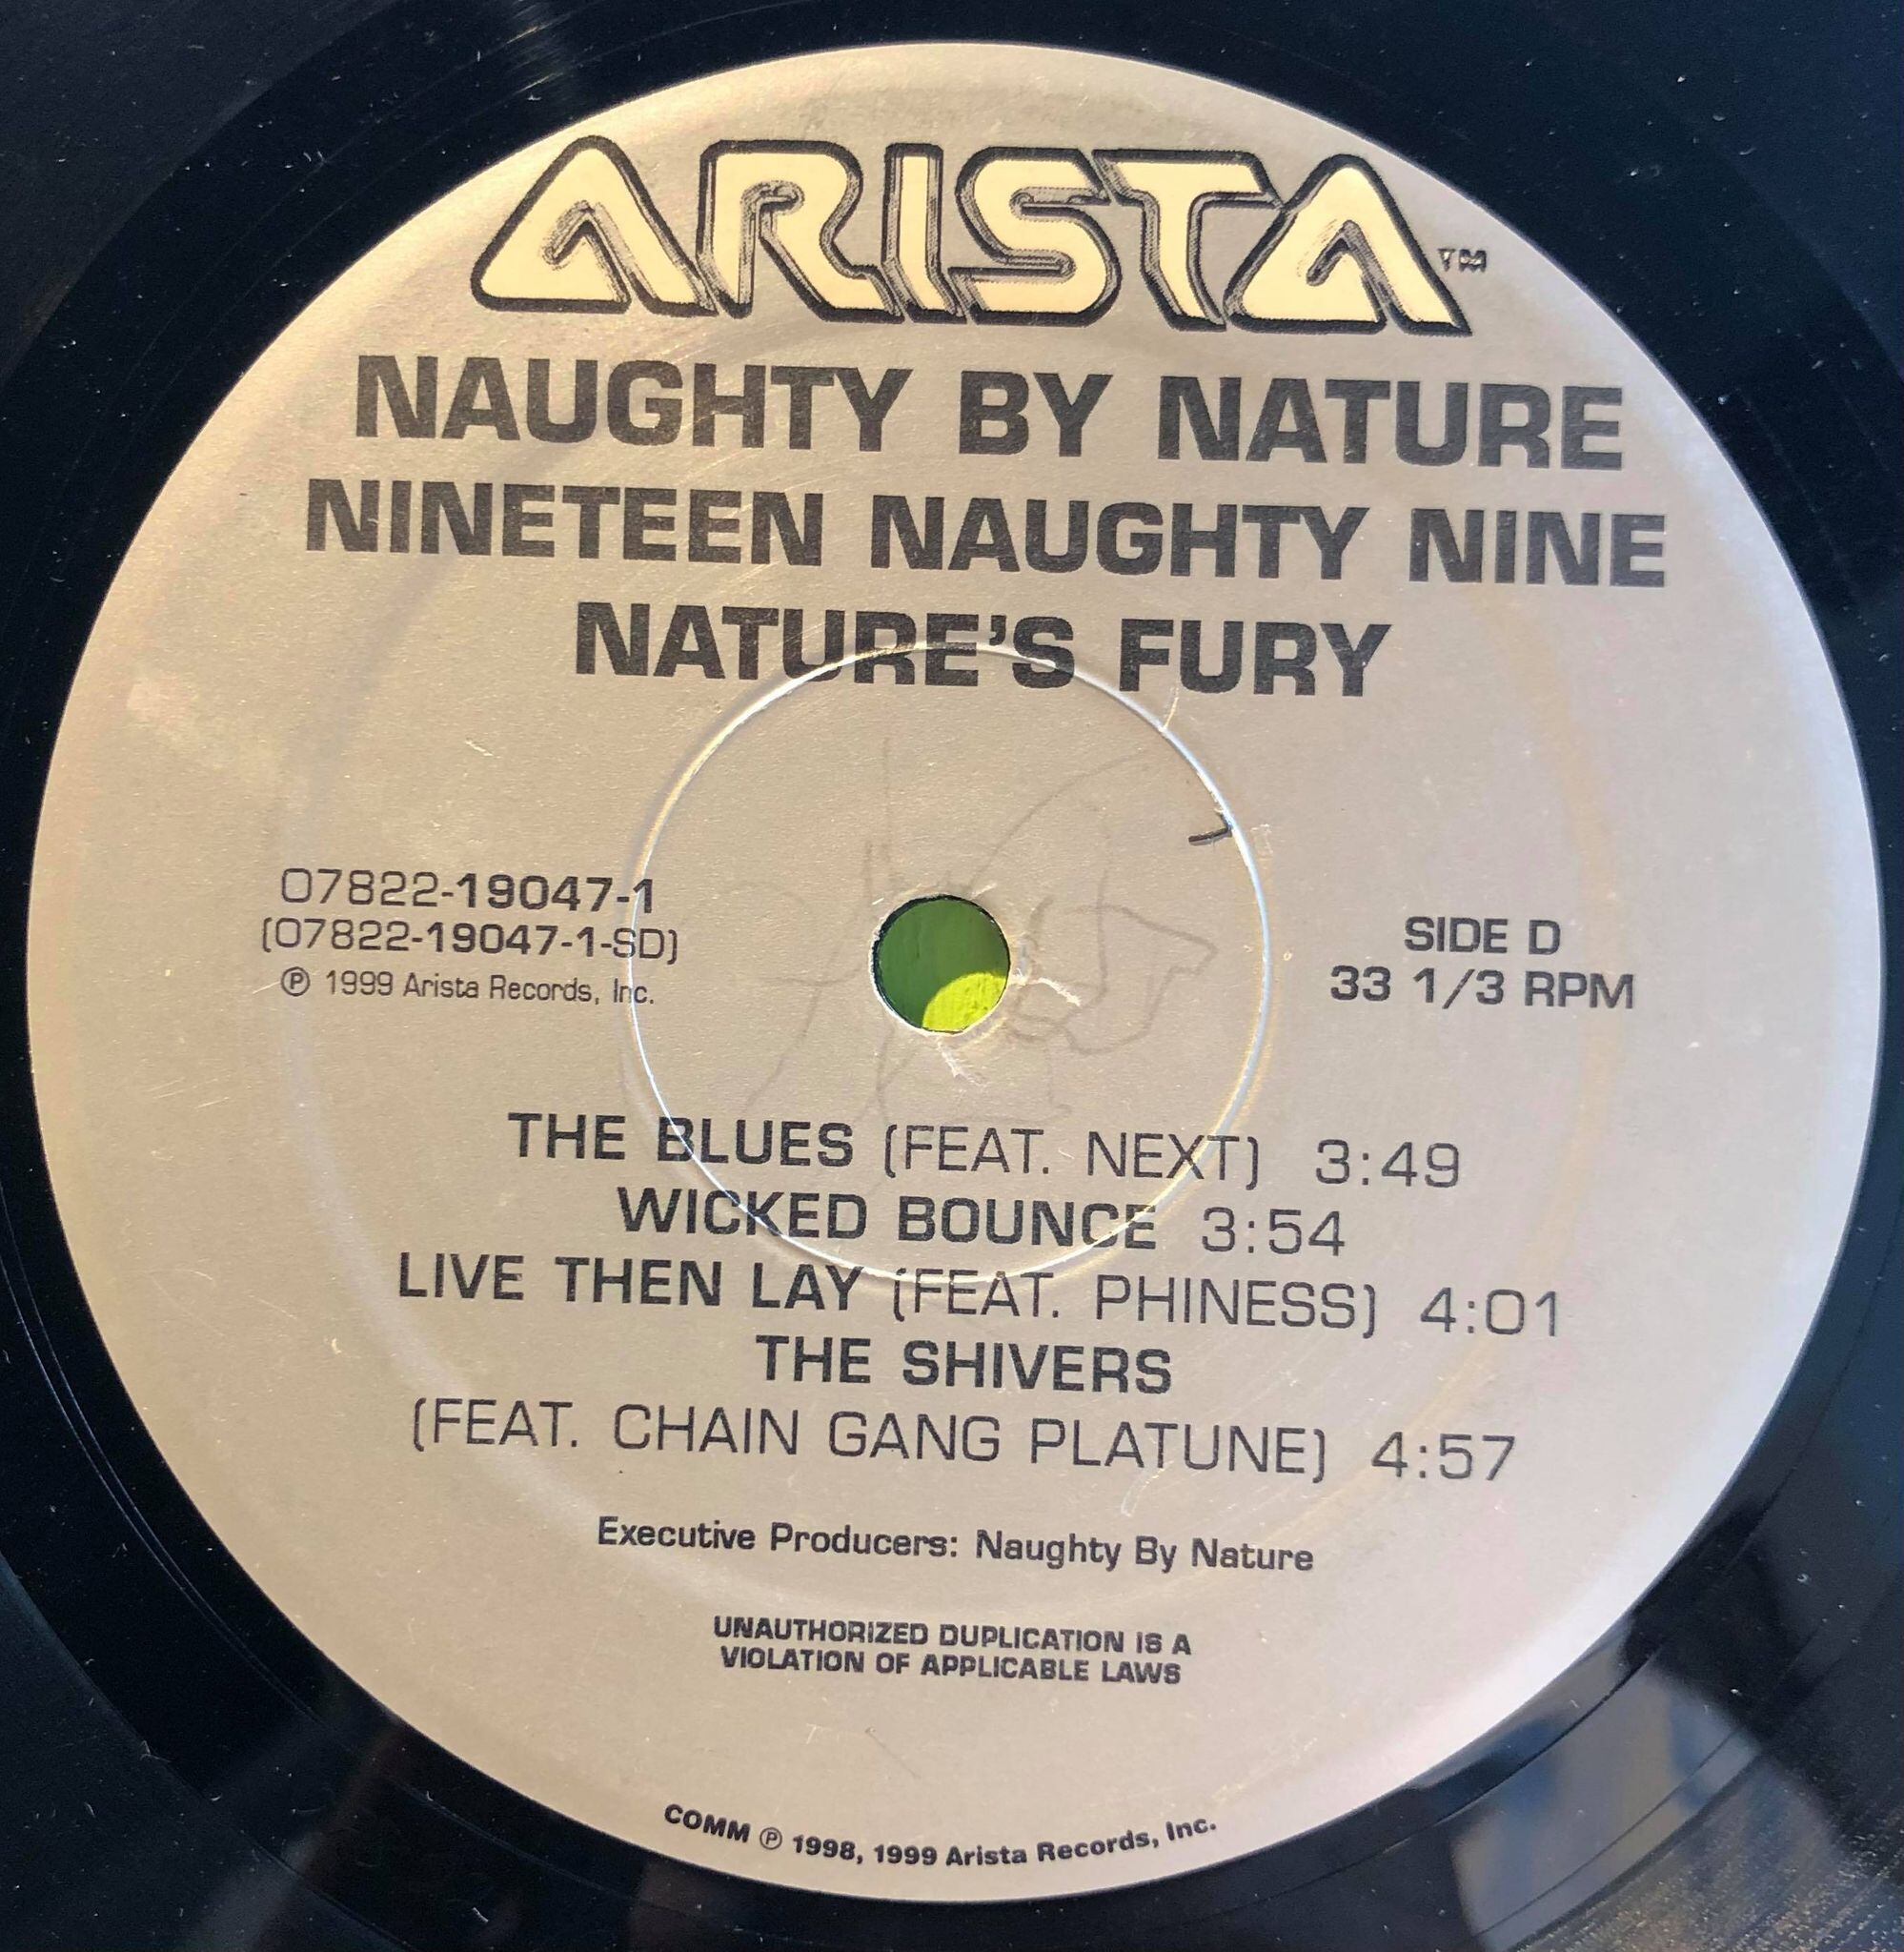 ARISTA™
NAUGHTY BY NATURE
NINETEEN NAUGHTY NINE
NATURE'S FURY
07822-19047-1
(07822-19047-1-SD)
℗ 1999 Arista Records, Inc.
SIDE D
33 1/3 RPM
THE BLUES (FEAT. NEXT) 3:49
WICKED BOUNCE 3:54
LIVE THEN LAY (FEAT. PHINESS) 4:01
THE SHIVERS
(FEAT. CHAIN GANG PLATUNE) 4:57
Executive Producers: Naughty By Nature
UNAUTHORIZED DUPLICATION IS A
VIOLATION OF APPLICABLE LAWS
COMM ℗ 1998, 1999 Arista Records, Inc.